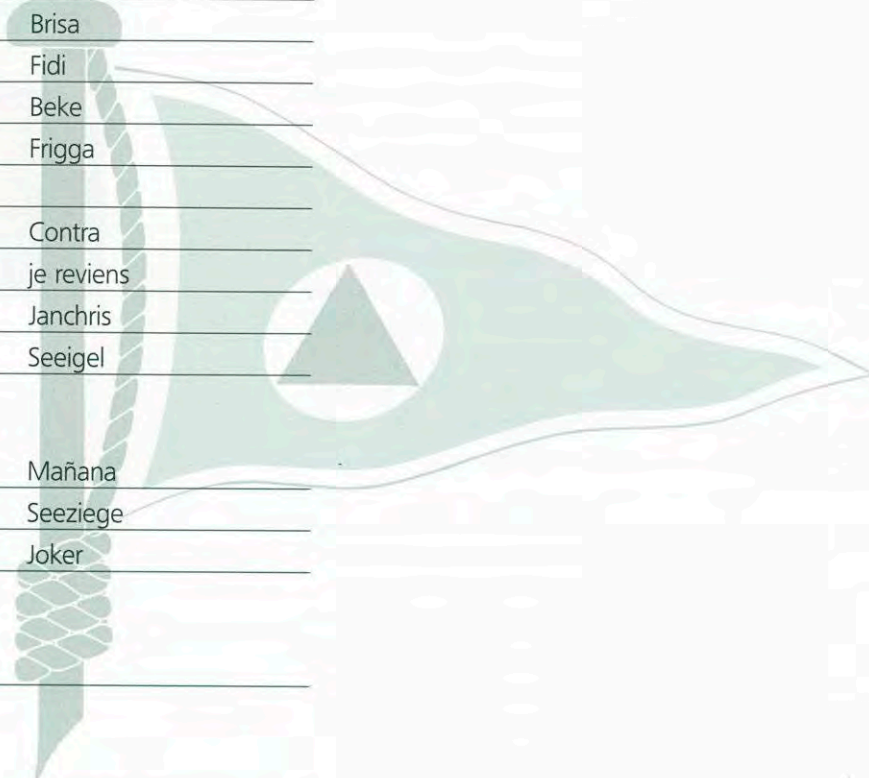 Brisa
Fidi
Beke
Frigga
Contra
je reviens
Janchris
Seeigel
Mañana
Seeziege
Joker